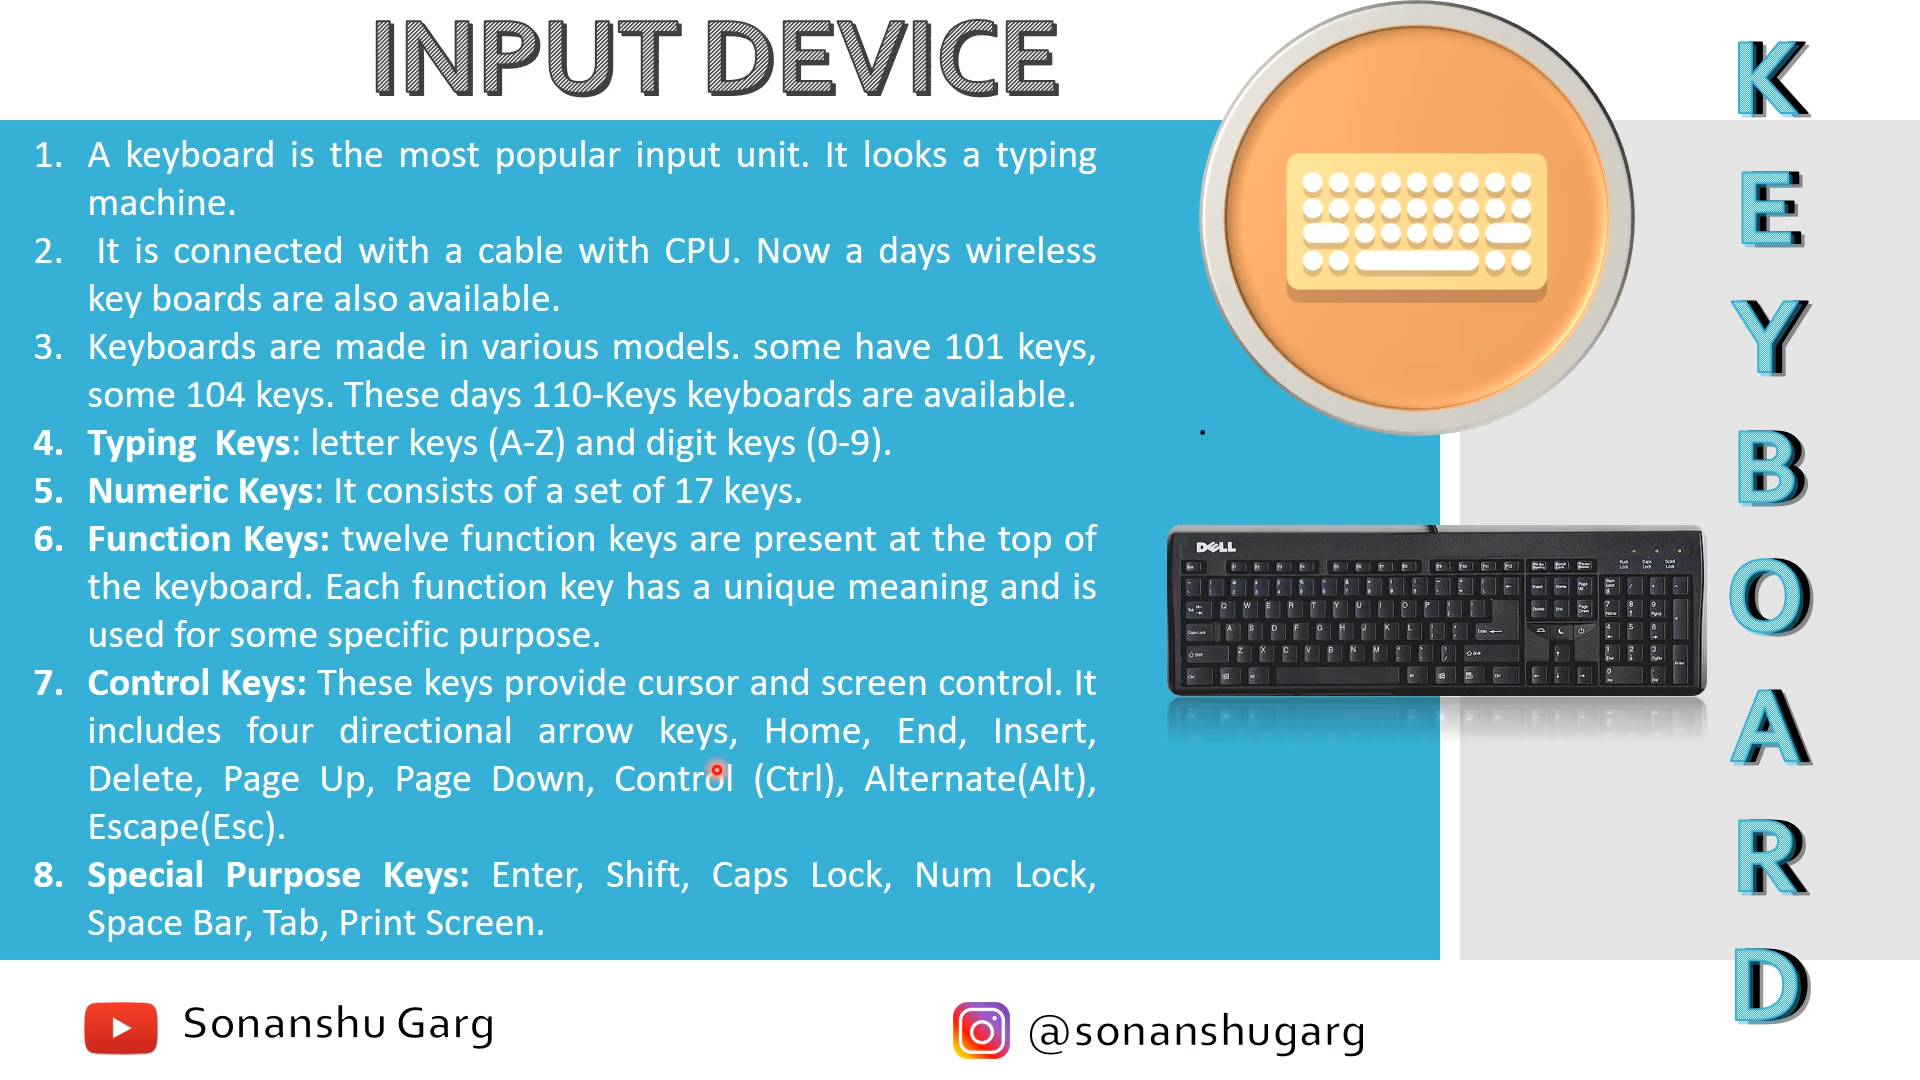 INPUT DEVICE
1. A keyboard is the most popular input unit. It looks a typing
machine.
2. It is connected with a cable with CPU. Now a days wireless
key boards are also available.
3. Keyboards are made in various models. some have 101 keys,
some 104 keys. These days 110-Keys keyboards are available.
4. Typing Keys: letter keys (A-Z) and digit keys (0-9).
5. Numeric Keys: It consists of a set of 17 keys.
6. Function Keys: twelve function keys are present at the top of
the keyboard. Each function key has a unique meaning and is
used for some specific purpose.
7. Control Keys: These keys provide cursor and screen control. It
includes four directional arrow keys, Home, End, Insert,
Delete, Page Up, Page Down, Control (Ctrl), Alternate(Alt),
Escape(Esc).
8. Special Purpose Keys: Enter, Shift, Caps Lock, Num Lock,
Space Bar, Tab, Print Screen.
KEYBOARD
DELL
Q W E R T Y U I O P
A S D F G H J K L
Z X C V B N M
Sonanshu Garg
@sonanshugarg